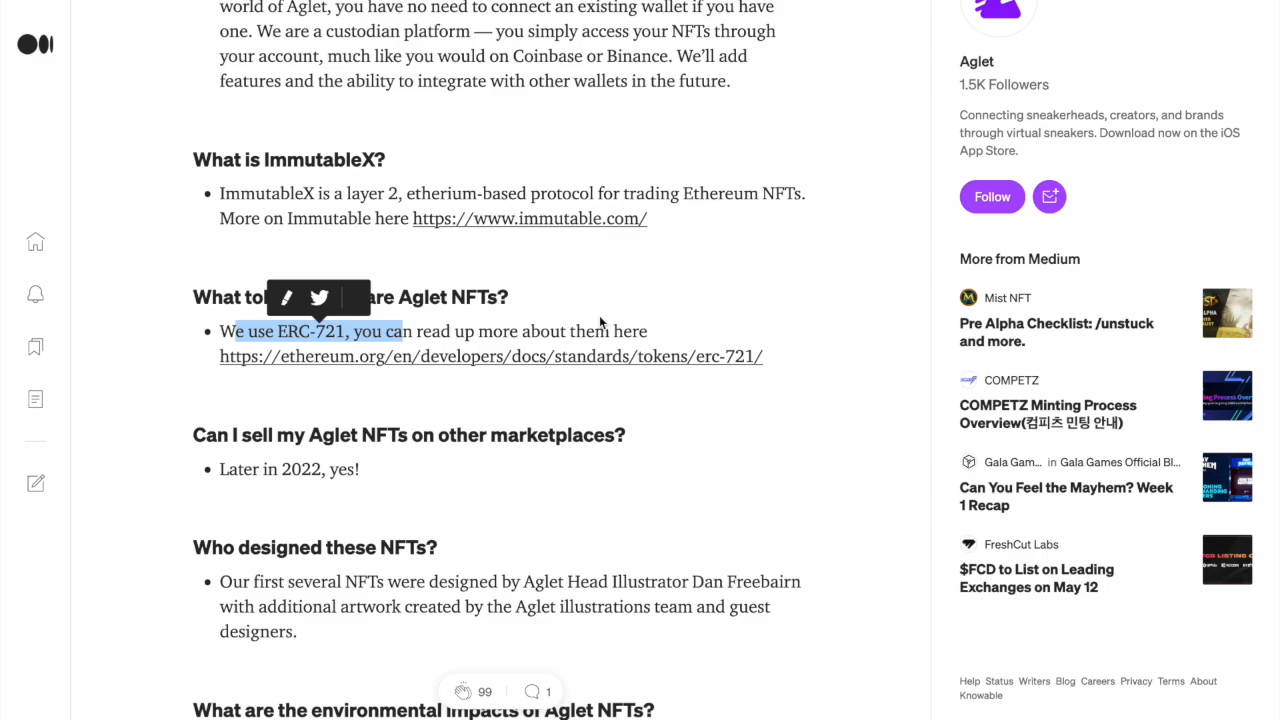 world of Aglet, you have no need to connect an existing wallet if you have
one. We are a custodian platform — you simply access your NFTs through
your account, much like you would on Coinbase or Binance. We'll add
features and the ability to integrate with other wallets in the future.
What is ImmutableX?
• ImmutableX is a layer 2, etherium-based protocol for trading Ethereum NFTs.
More on Immutable here https://www.immutable.com/
What are Aglet NFTs?
• We use ERC-721, you can read up more about them here
https://ethereum.org/en/developers/docs/standards/tokens/erc-721/
Can I sell my Aglet NFTs on other marketplaces?
• Later in 2022, yes!
Who designed these NFTs?
• Our first several NFTs were designed by Aglet Head Illustrator Dan Freebairn
with additional artwork created by the Aglet illustrations team and guest
designers.
99 1
What are the environmental impacts of Aglet NFTs?
Aglet
1.5K Followers
Connecting sneakerheads, creators, and brands
through virtual sneakers. Download now on the iOS
App Store.
Follow
More from Medium
Mist NFT
Pre Alpha Checklist: /unstuck
and more.
COMPETZ
COMPETZ Minting Process
Overview(컴피츠 민팅 안내)
Gala Gam... in Gala Games Official Bl...
Can You Feel the Mayhem? Week
1 Recap
FreshCut Labs
$FCD to List on Leading
Exchanges on May 12
Help Status Writers Blog Careers Privacy Terms About
Knowable